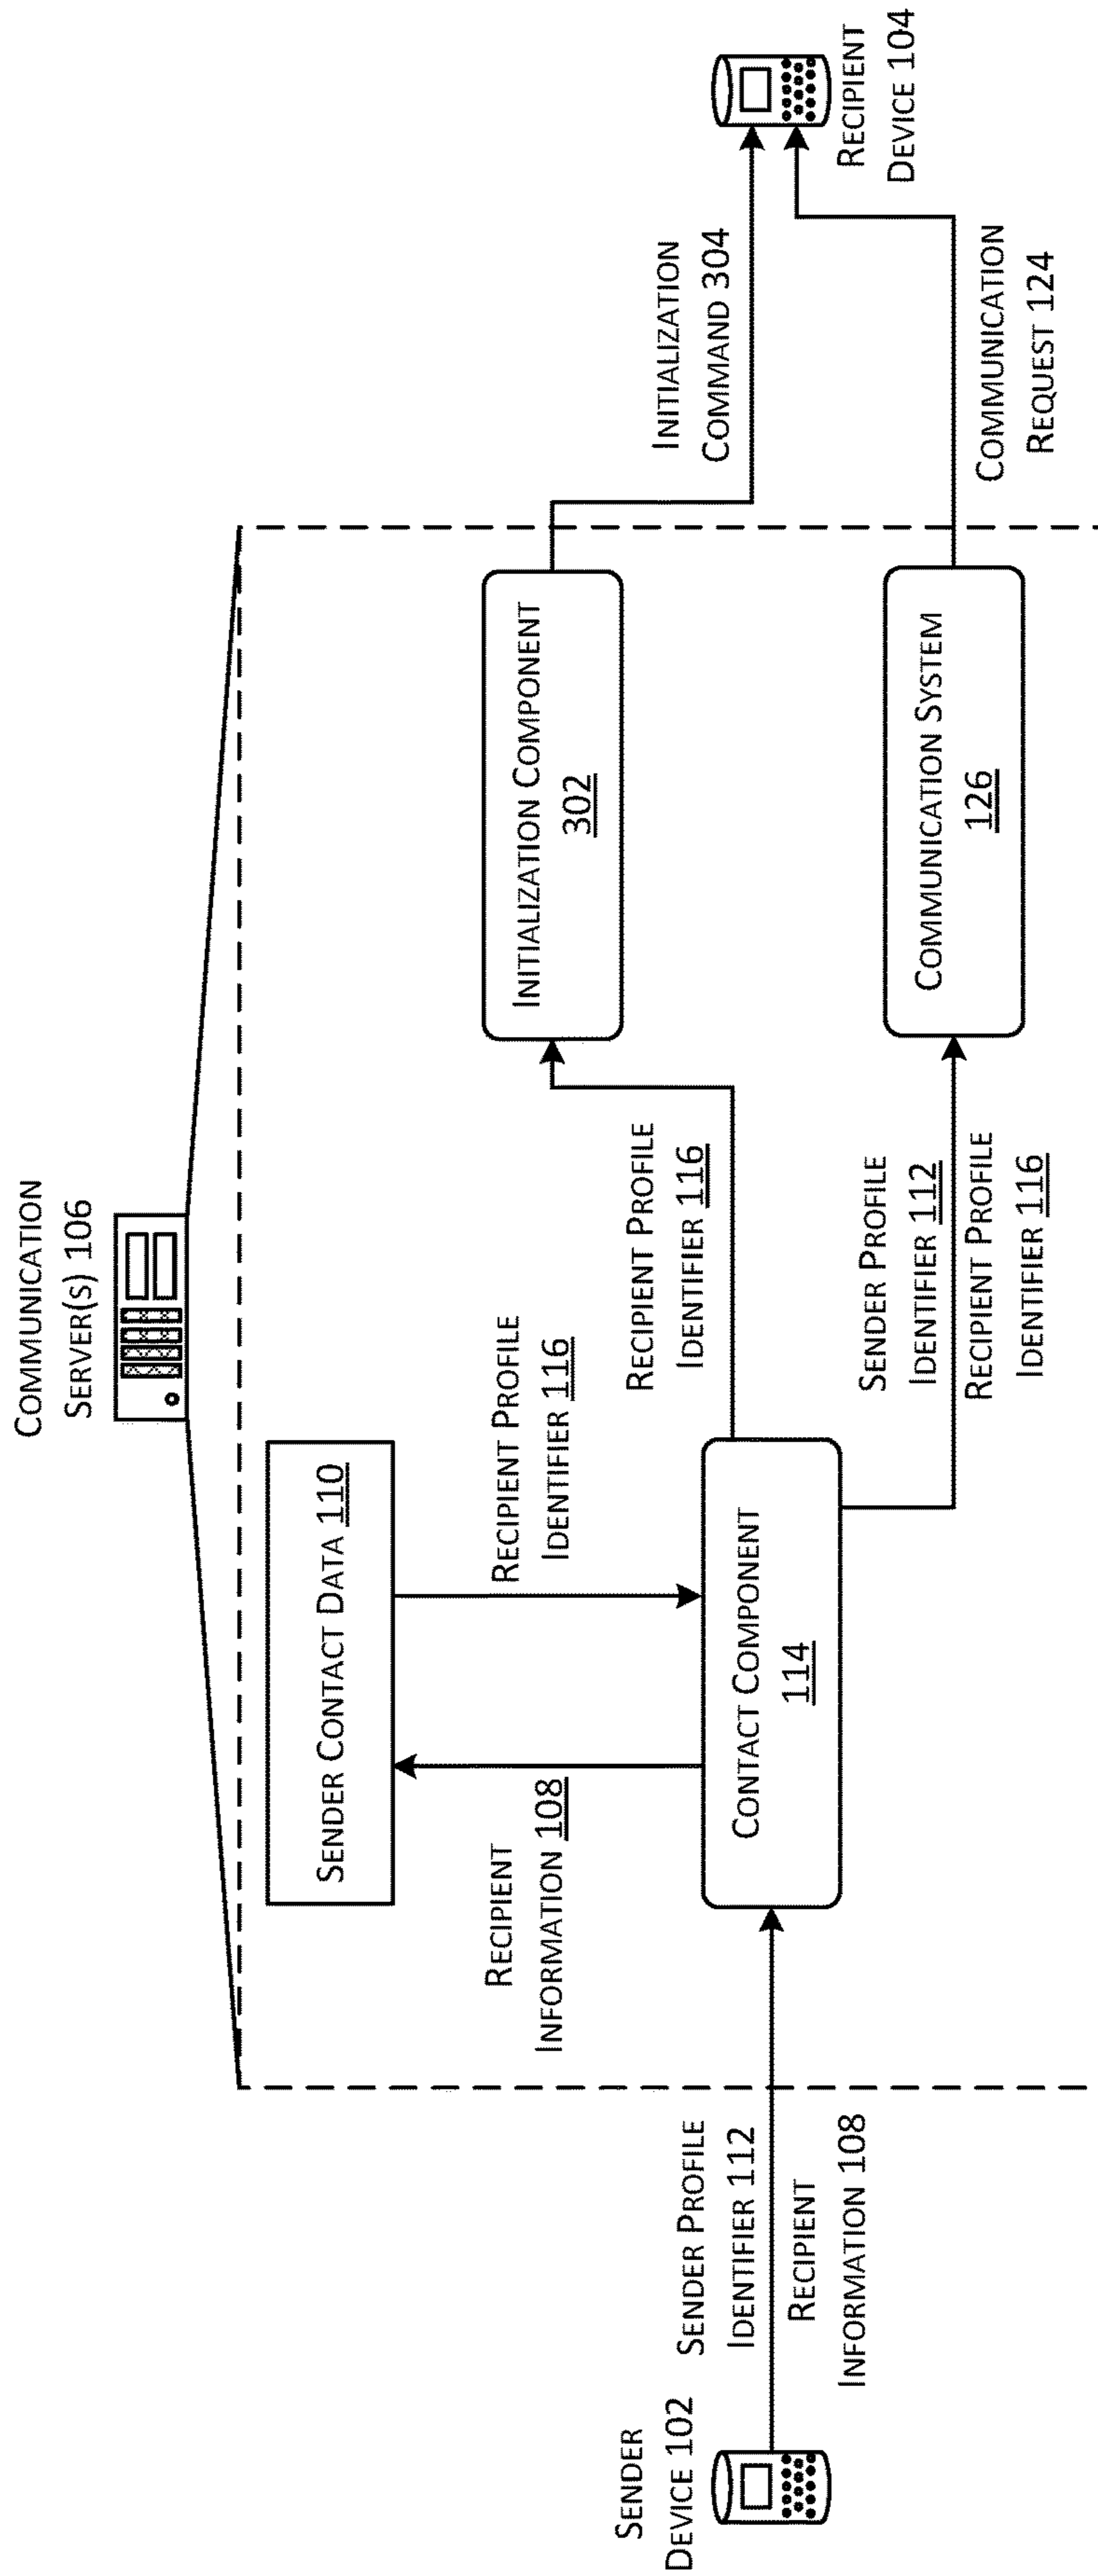 COMMUNICATION
SERVER(S) 106
SENDER
DEVICE 102
SENDER PROFILE
IDENTIFIER 112
RECIPIENT
INFORMATION 108
SENDER CONTACT DATA 110
RECIPIENT
INFORMATION 108
RECIPIENT PROFILE
IDENTIFIER 116
CONTACT COMPONENT
114
RECIPIENT PROFILE
IDENTIFIER 116
SENDER PROFILE
IDENTIFIER 112
RECIPIENT PROFILE
IDENTIFIER 116
INITIALIZATION COMPONENT
302
COMMUNICATION SYSTEM
126
INITIALIZATION
COMMAND 304
COMMUNICATION
REQUEST 124
RECIPIENT
DEVICE 104